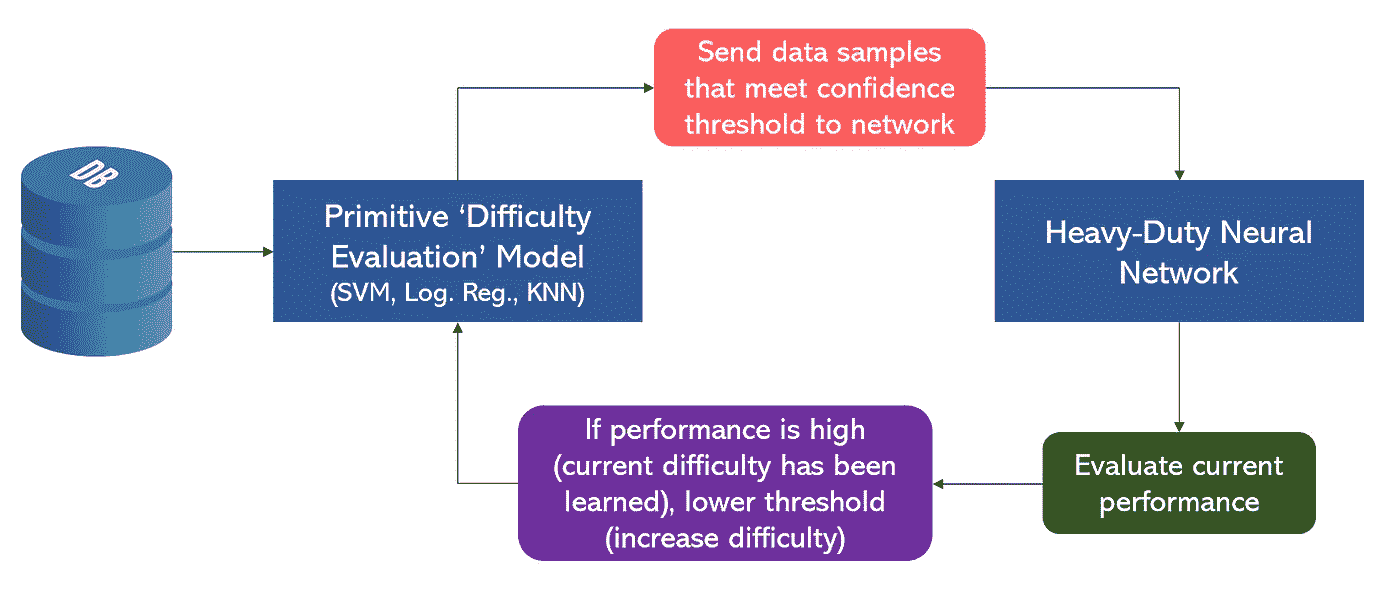 Send data samples
that meet confidence
threshold to network
DB
Primitive ‘Difficulty
Evaluation’ Model
(SVM, Log. Reg., KNN)
Heavy-Duty Neural
Network
If performance is high
(current difficulty has been
learned), lower threshold
(increase difficulty)
Evaluate current
performance